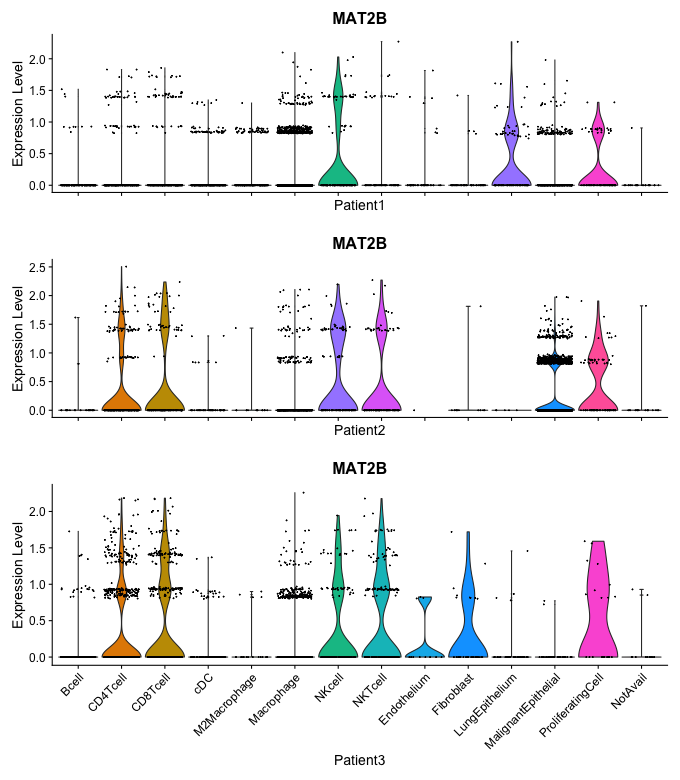 MAT2B
Expression Level
2.0
1.5
1.0
0.5
0.0
Patient1
MAT2B
Expression Level
2.5
2.0
1.5
1.0
0.5
0.0
Patient2
MAT2B
Expression Level
2.0
1.5
1.0
0.5
0.0
Bcell
CD4Tcell
CD8Tcell
cDC
M2Macrophage
Macrophage
NKcell
NKTcell
Endothelium
Fibroblast
LungEpithelium
MalignantEpithelial
ProliferatingCell
NotAvail
Patient3